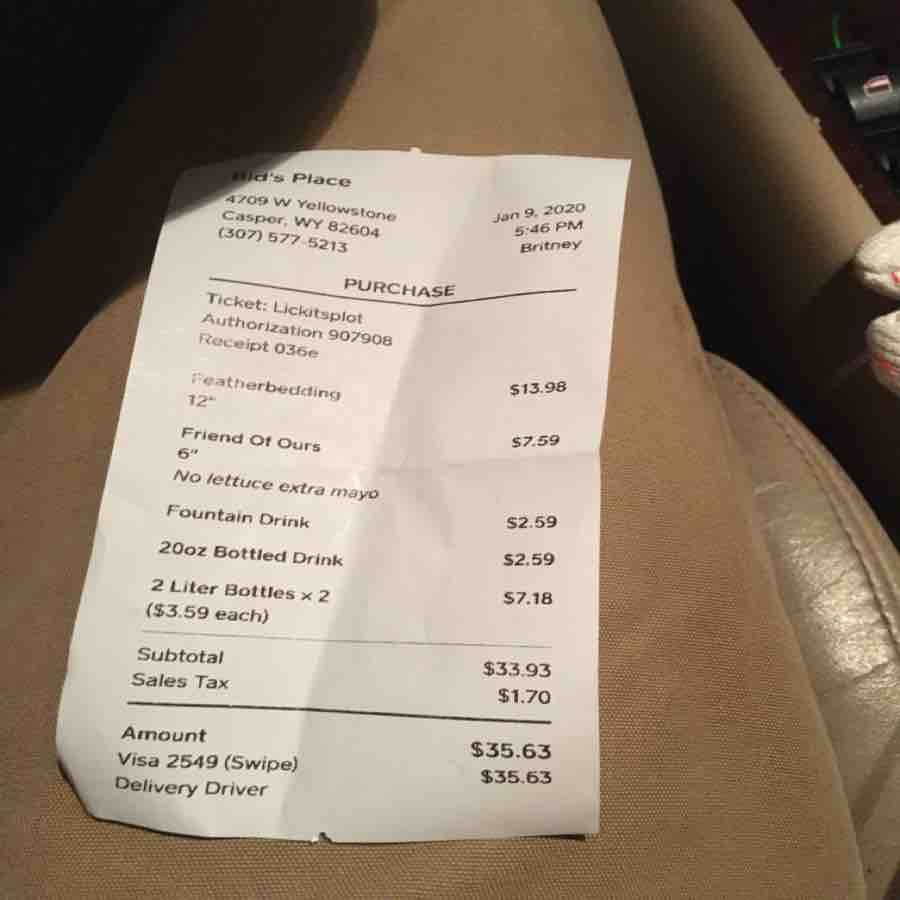 Place
4709 W Yellowstone
Casper, WY 82604
(307) 577-5213
Jan 9, 2020
5:46 PM
Britney
PURCHASE
Ticket: Lickitsplot
Authorization 907908
Receipt 036e
Featherbedding $13.98
12"
Friend Of Ours $7.59
6"
No lettuce extra mayo
Fountain Drink $2.59
20oz Bottled Drink $2.59
2 Liter Bottles x 2 $7.18
($3.59 each)
Subtotal $33.93
Sales Tax $1.70
Amount $35.63
Visa 2549 (Swipe) $35.63
Delivery Driver